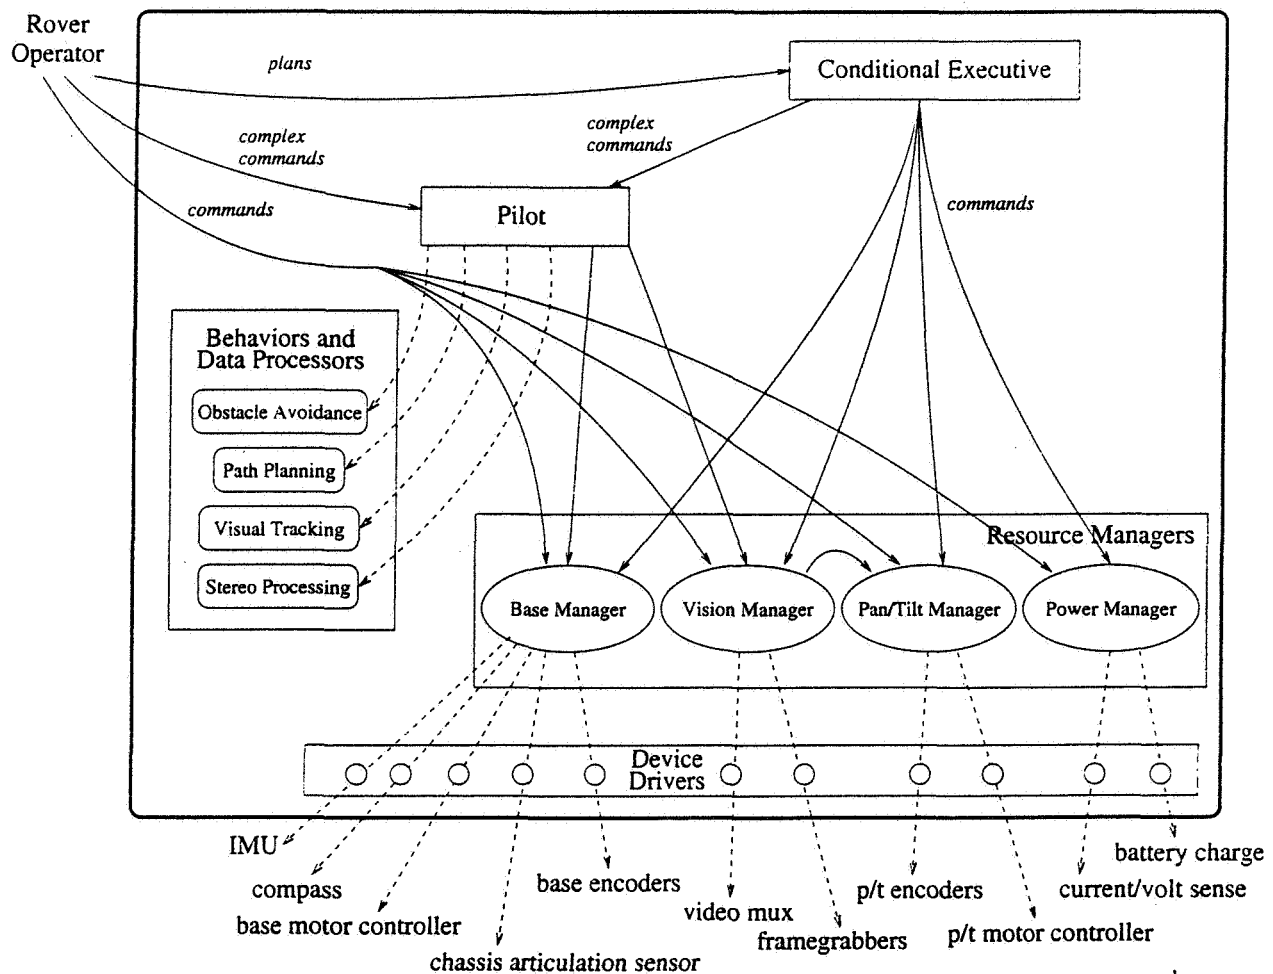 Rover
Operator
plans
Conditional Executive
complex
commands
complex
commands
commands
Pilot
commands
Behaviors and
Data Processors
Obstacle Avoidance
Path Planning
Visual Tracking
Stereo Processing
Resource Managers
Base Manager
Vision Manager
Pan/Tilt Manager
Power Manager
Device
Drivers
IMU
compass
base motor controller
chassis articulation sensor
base encoders
video mux
framegrabbers
p/t encoders
p/t motor controller
current/volt sense
battery charge